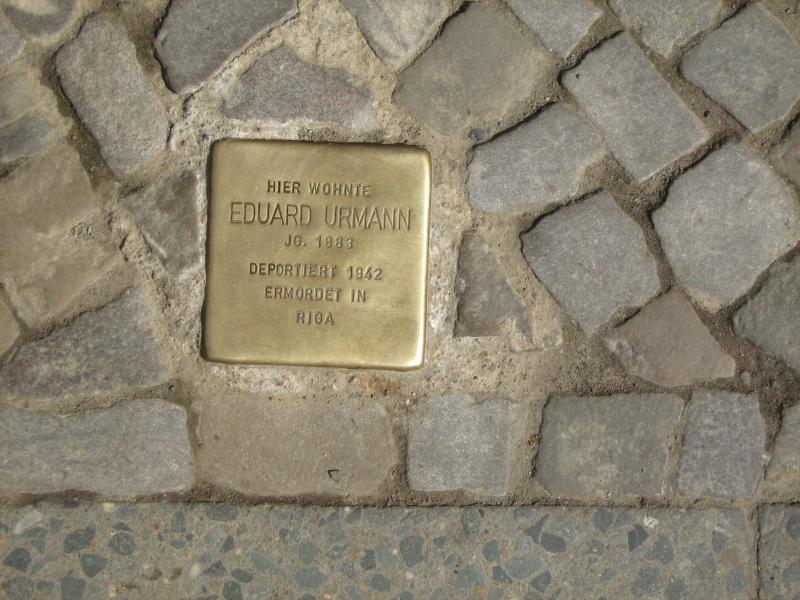 HIER WOHNTE
EDUARD URMANN
JG. 1883
DEPORTIERT 1942
ERMORDET IN
RIGA